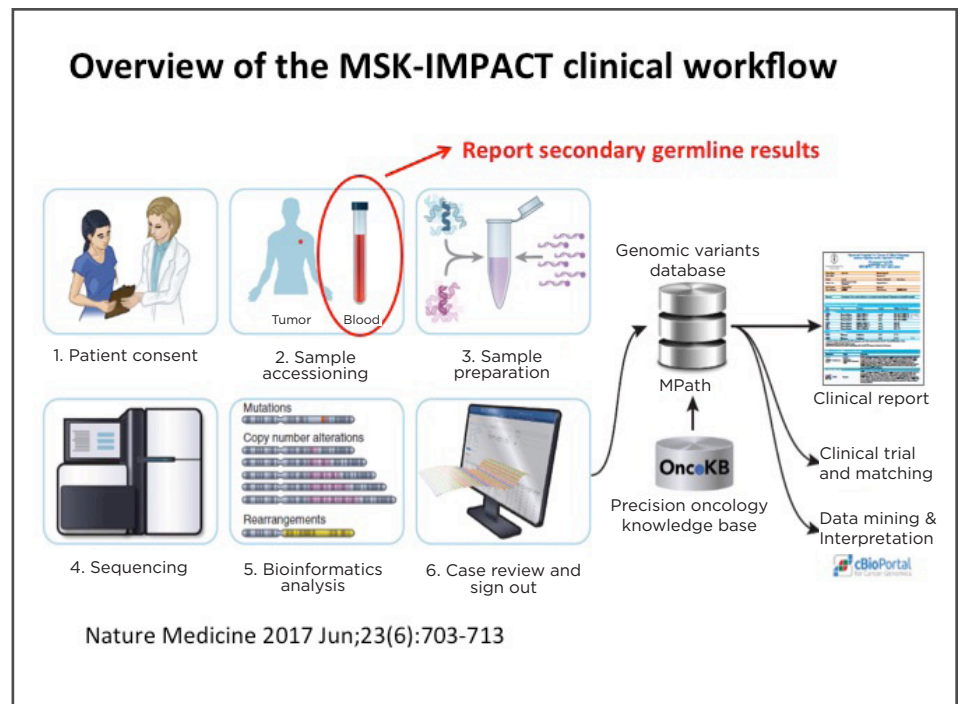 Overview of the MSK-IMPACT clinical workflow
Report secondary germline results
Tumor
Blood
1. Patient consent
2. Sample
accessioning
3. Sample
preparation
Mutations
Copy number alterations
Rearrangements
4. Sequencing
5. Bioinformatics
analysis
6. Case review and
sign out
Genomic variants
database
MPath
OncoKB
Precision oncology
knowledge base
Clinical report
Clinical trial
and matching
Data mining &
Interpretation
cBioPortal
for Cancer Genomics
Nature Medicine 2017 Jun;23(6):703-713